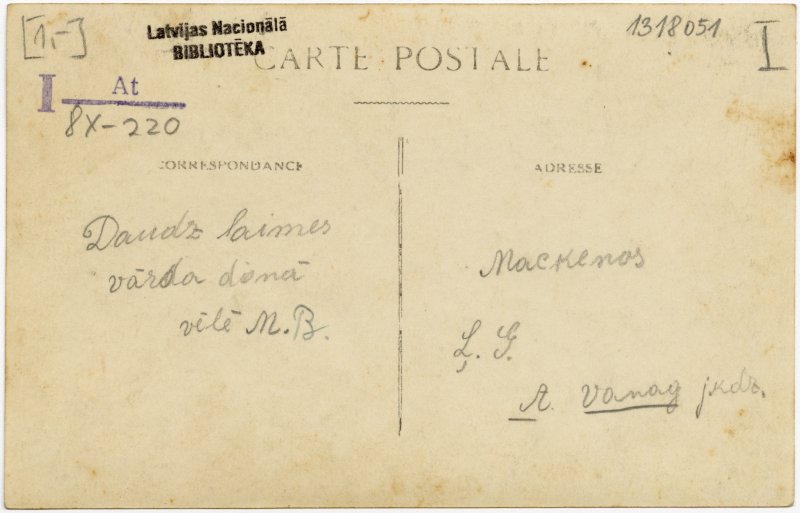 [1,-]
Latvijas Nacionālā
BIBLIOTĒKA
1318051
I
CARTE POSTALE
I At
8X-220
CORRESPONDANCE
ADRESSE
Daudz laimes
vārda dənā
vēlē M.B.
Mackenos
Ļ. G.
A. Vanag jkdz.